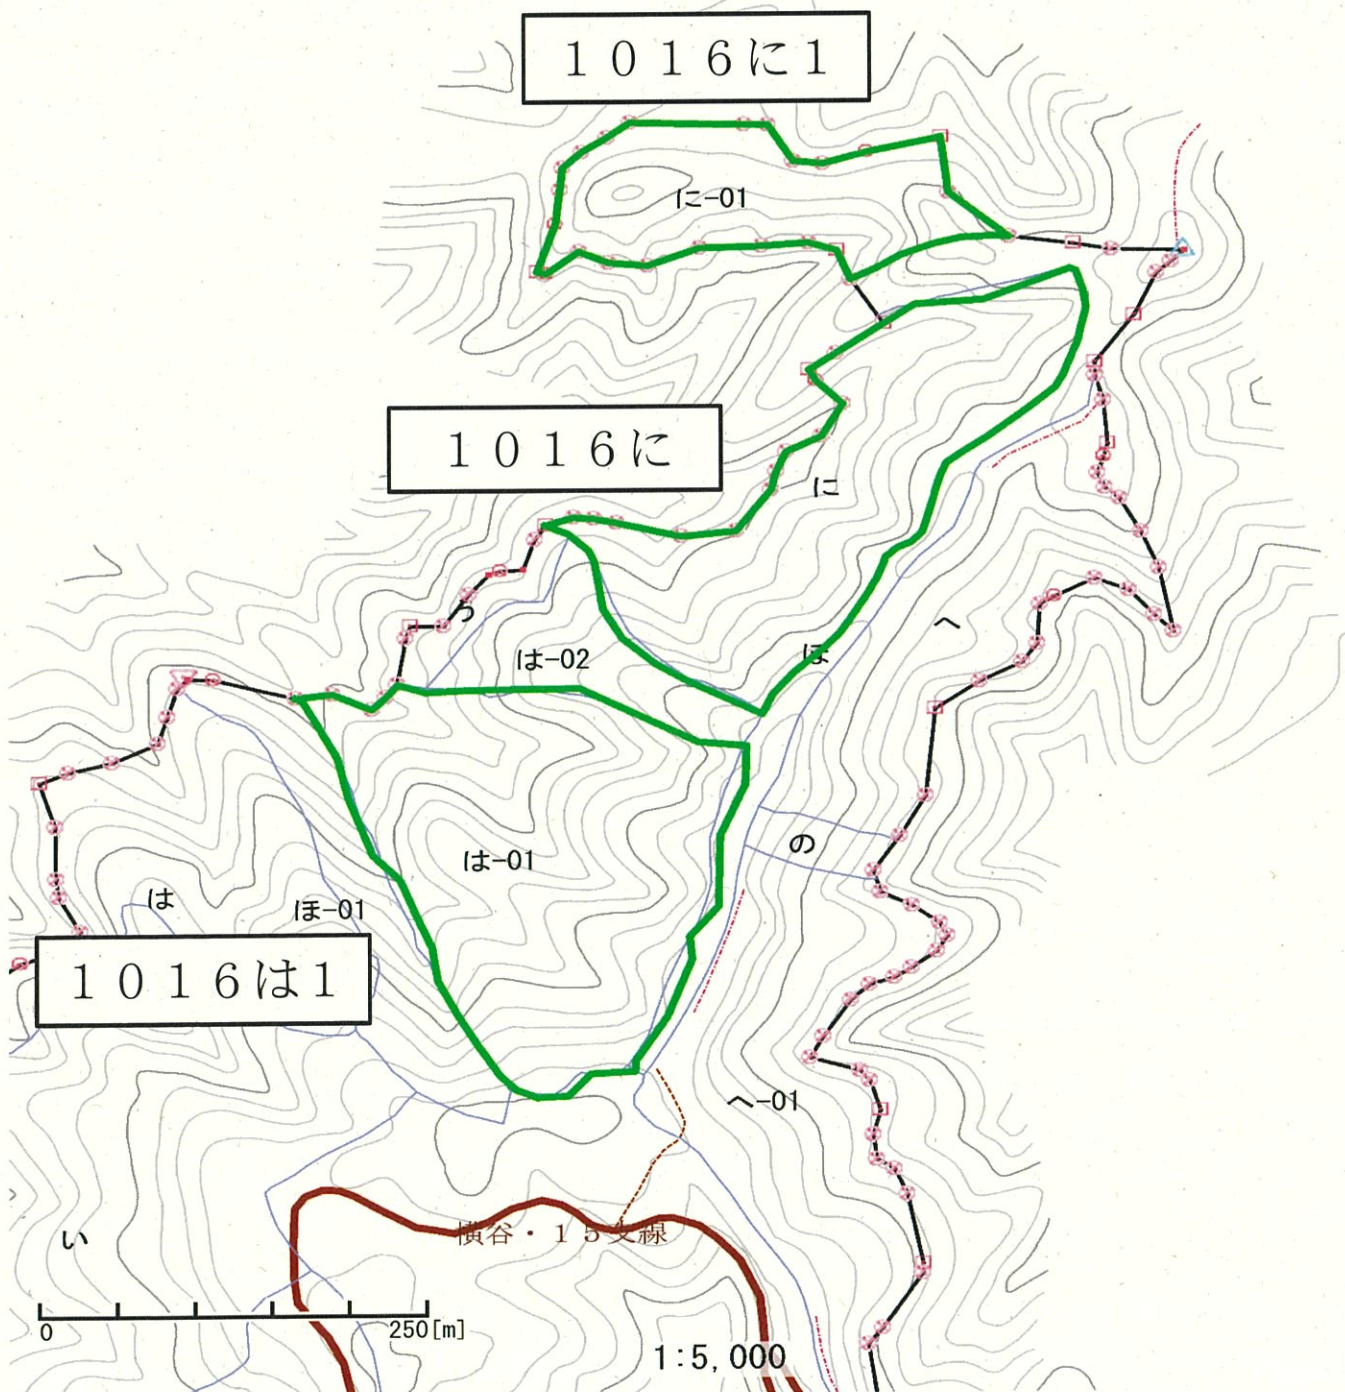 １０１６に１
に-01
１０１６に
に
ろ
へ
ほ
は-02
の
は-01
は
ほ-01
１０１６は１
へ-01
横谷・１５支線
い
0
250[m]
1:5,000